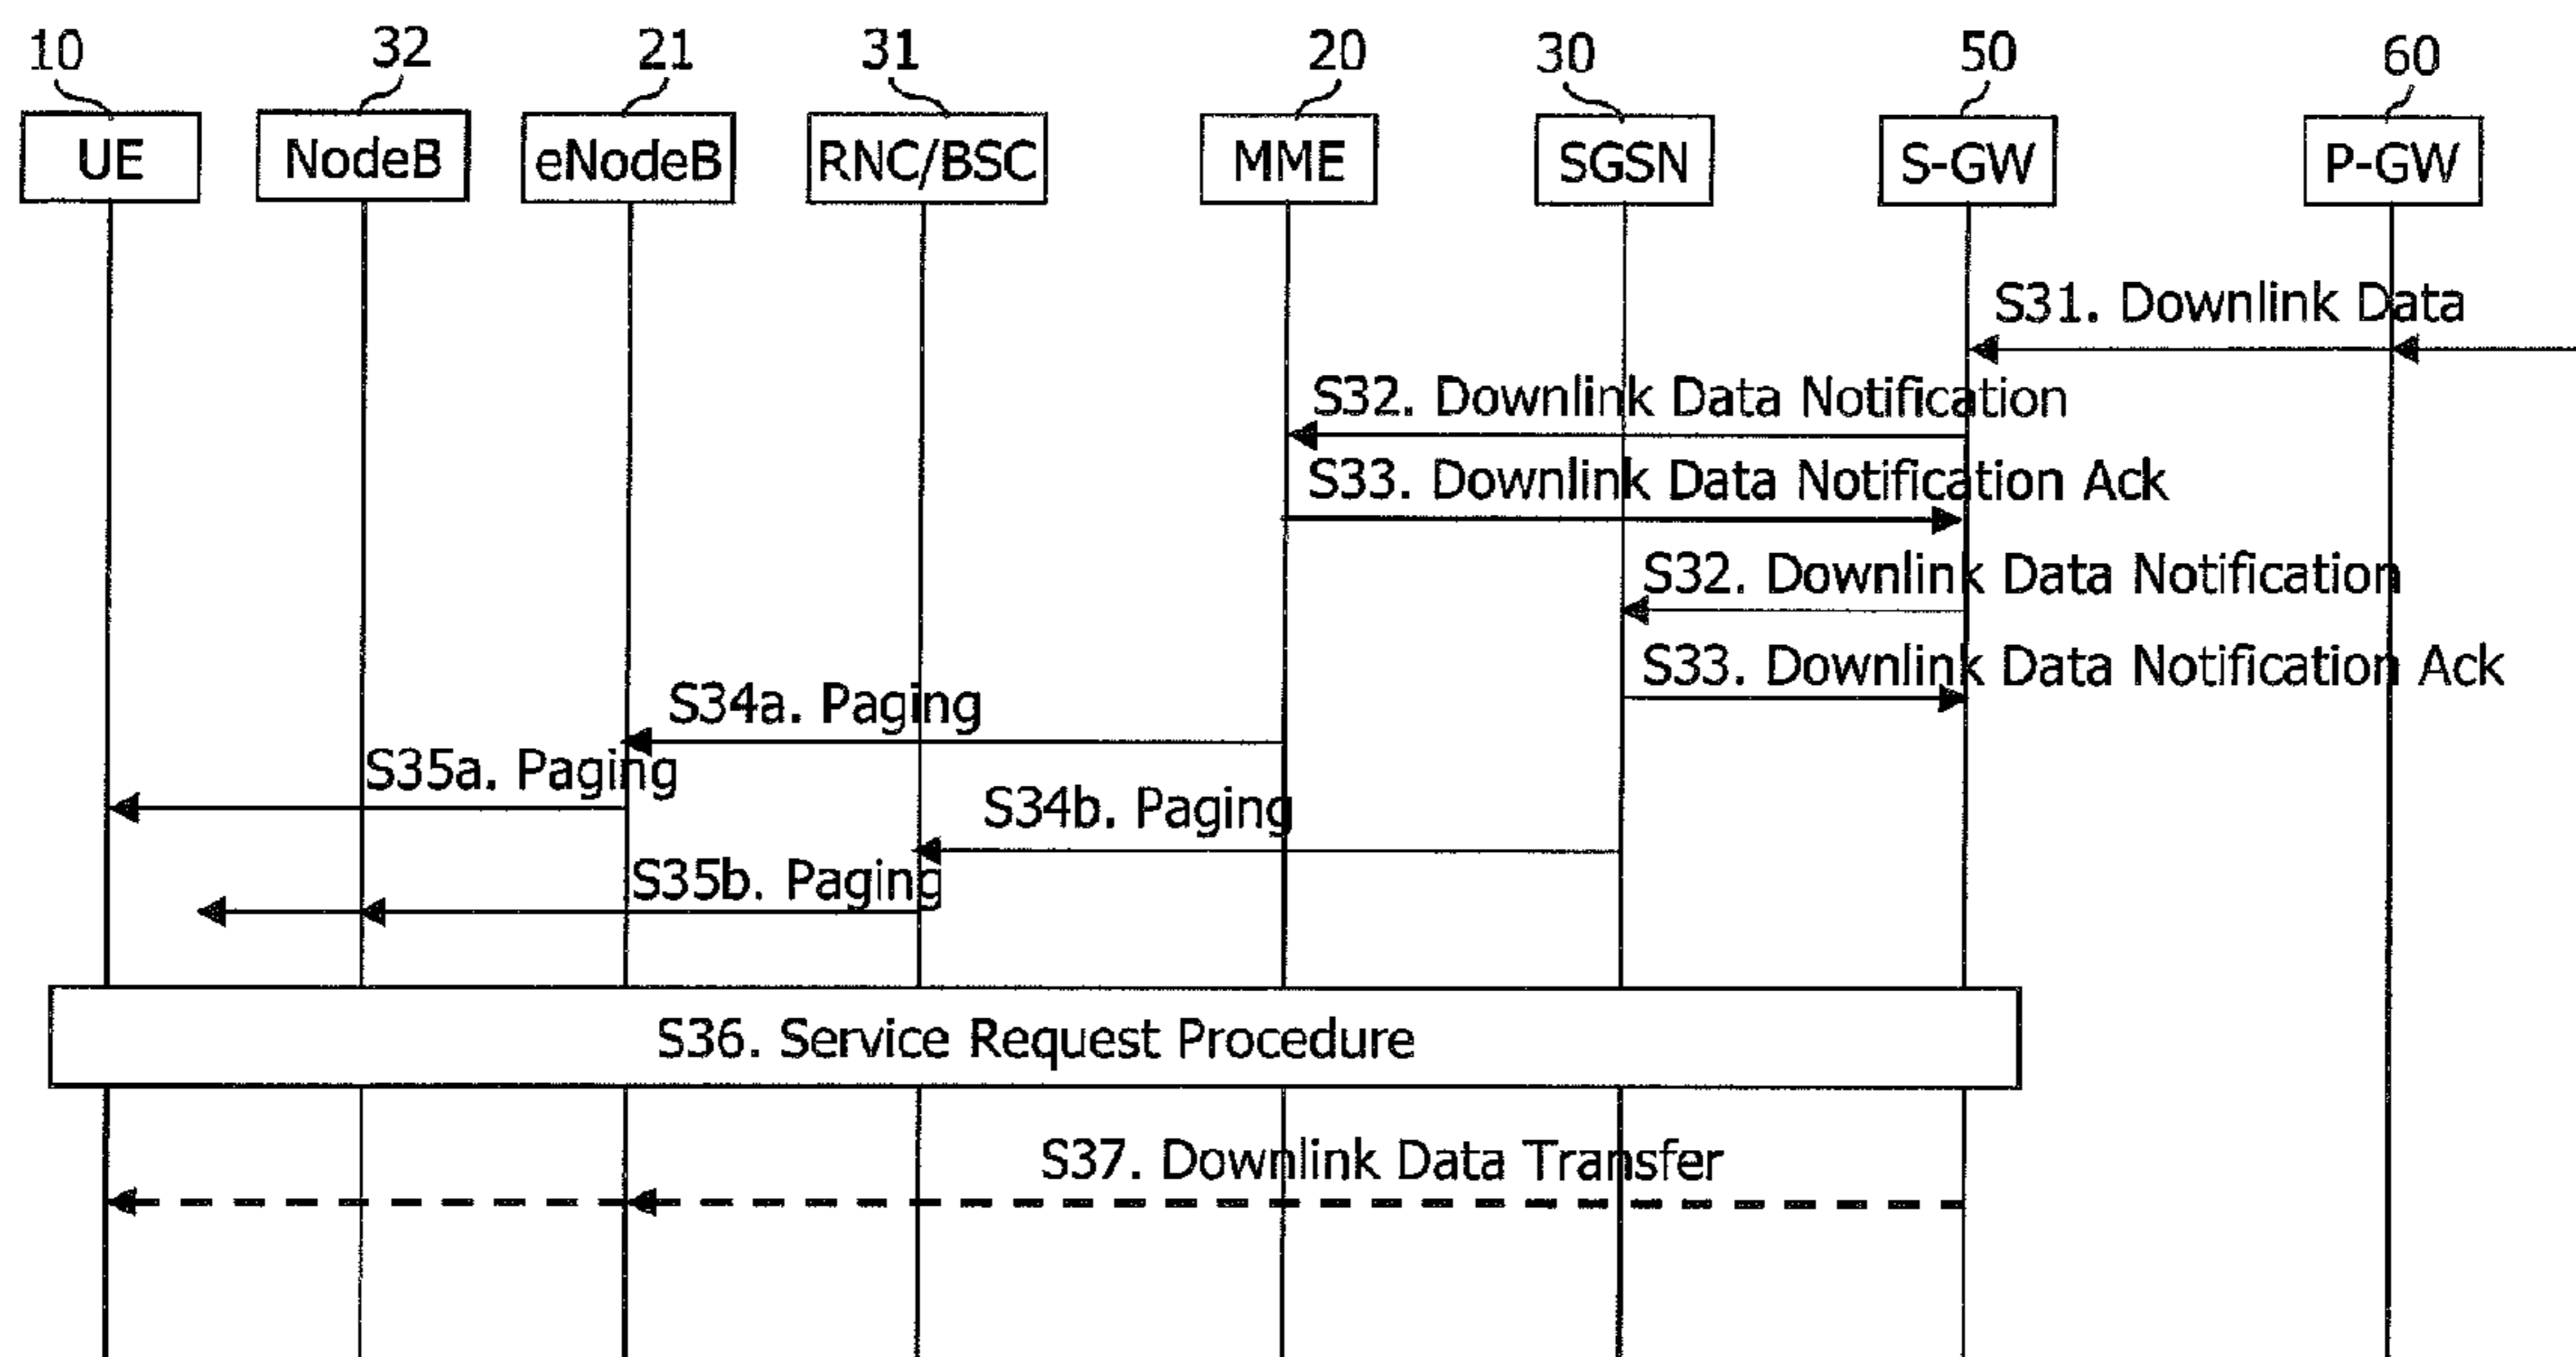 10 32 21 31 20 30 50 60
UE NodeB eNodeB RNC/BSC MME SGSN S-GW P-GW
S31. Downlink Data
S32. Downlink Data Notification
S33. Downlink Data Notification Ack
S32. Downlink Data Notification
S33. Downlink Data Notification Ack
S34a. Paging
S35a. Paging
S34b. Paging
S35b. Paging
S36. Service Request Procedure
S37. Downlink Data Transfer